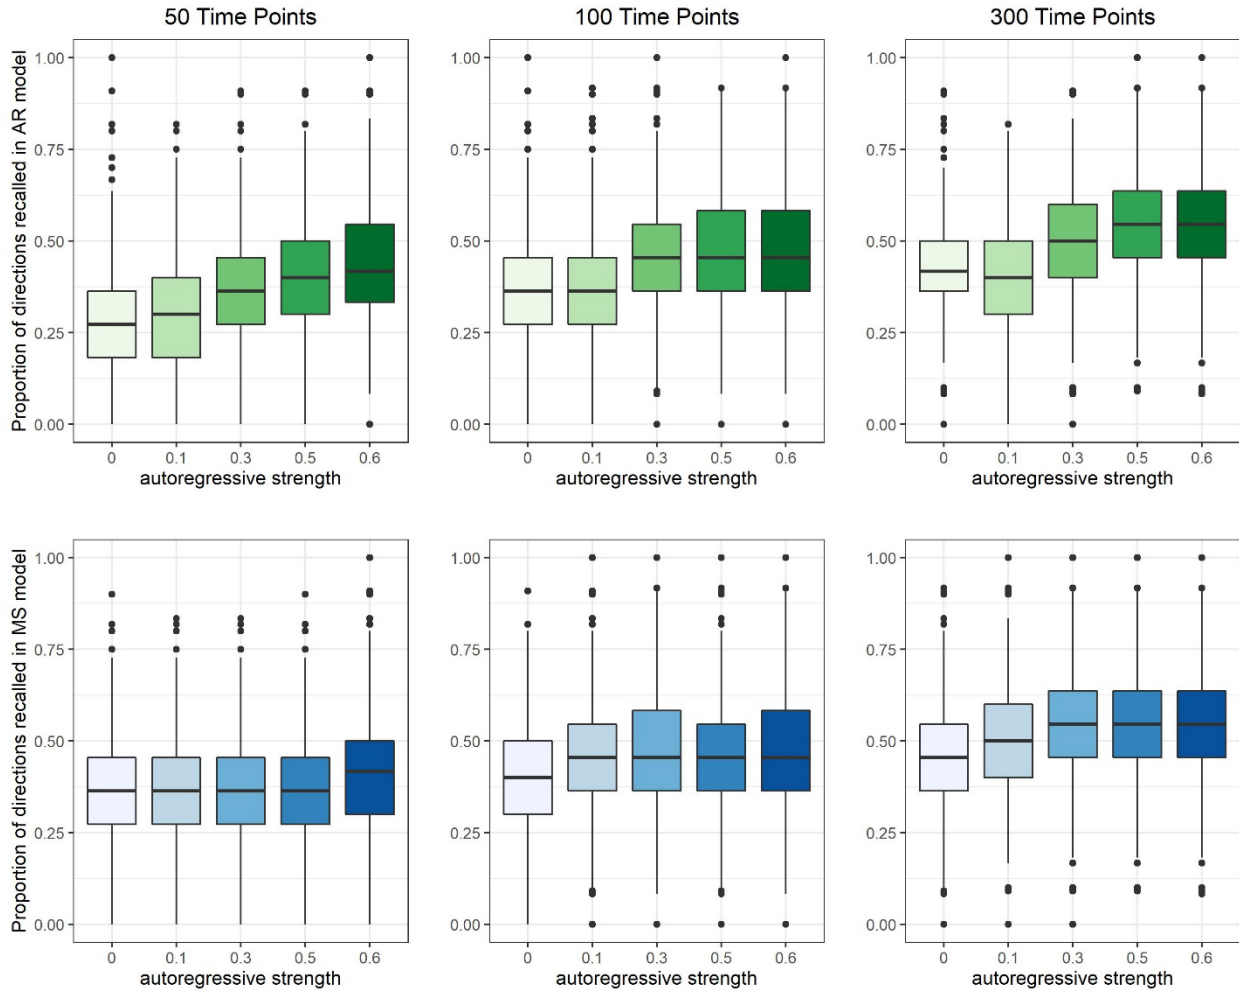 50 Time Points
100 Time Points
300 Time Points
Proportion of directions recalled in AR model
1.00
0.75
0.50
0.25
0.00
0 0.1 0.3 0.5 0.6
autoregressive strength
1.00
0.75
0.50
0.25
0.00
0 0.1 0.3 0.5 0.6
autoregressive strength
1.00
0.75
0.50
0.25
0.00
0 0.1 0.3 0.5 0.6
autoregressive strength
Proportion of directions recalled in MS model
1.00
0.75
0.50
0.25
0.00
0 0.1 0.3 0.5 0.6
autoregressive strength
1.00
0.75
0.50
0.25
0.00
0 0.1 0.3 0.5 0.6
autoregressive strength
1.00
0.75
0.50
0.25
0.00
0 0.1 0.3 0.5 0.6
autoregressive strength